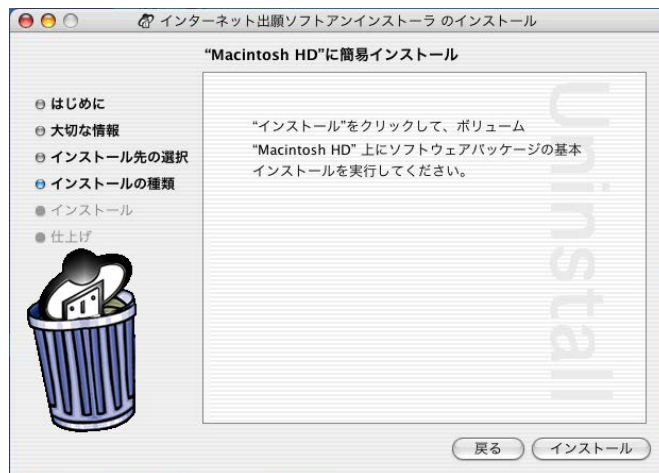 インターネット出願ソフトアンインストーラ のインストール
“Macintosh HD”に簡易インストール
はじめに
大切な情報
インストール先の選択
インストールの種類
インストール
仕上げ
“インストール”をクリックして、ボリューム
“Macintosh HD” 上にソフトウェアパッケージの基本
インストールを実行してください。
Uninstall
戻る
インストール